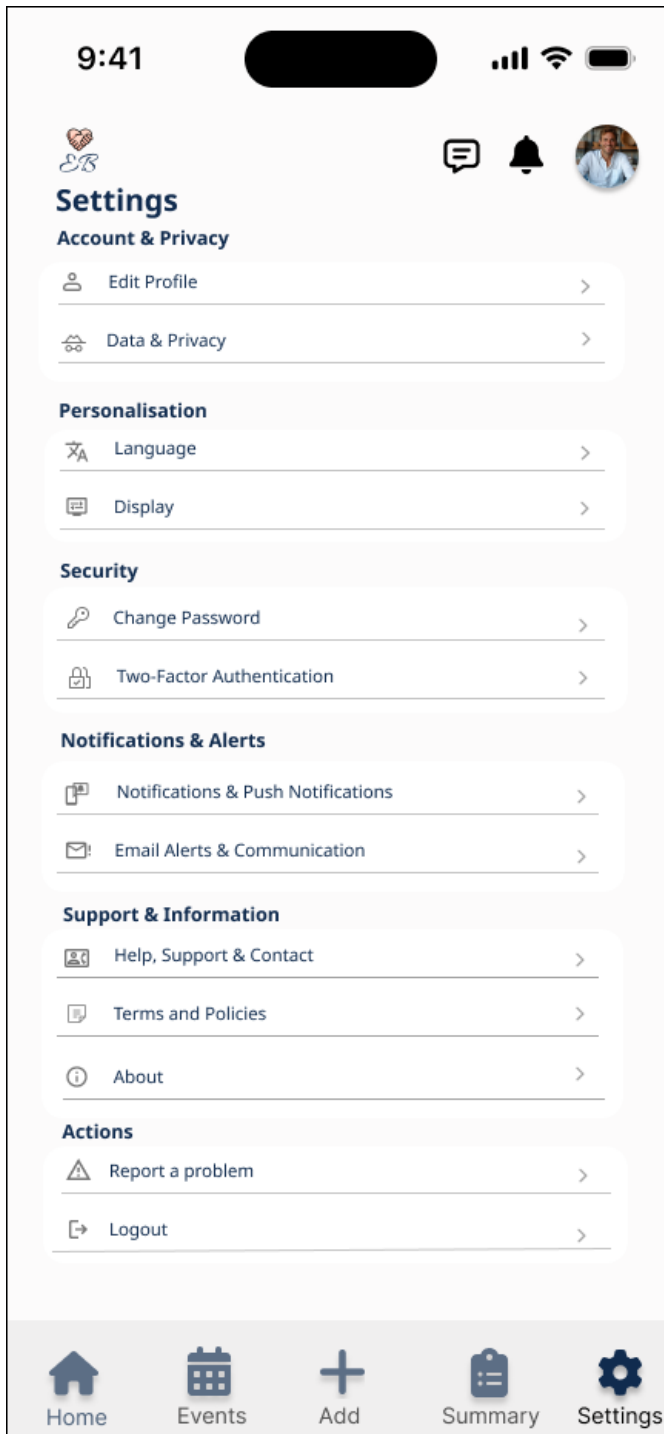 9:41
EB
Settings
Account & Privacy
Edit Profile
Data & Privacy
Personalisation
Language
Display
Security
Change Password
Two-Factor Authentication
Notifications & Alerts
Notifications & Push Notifications
Email Alerts & Communication
Support & Information
Help, Support & Contact
Terms and Policies
About
Actions
Report a problem
Logout
Home Events Add Summary Settings